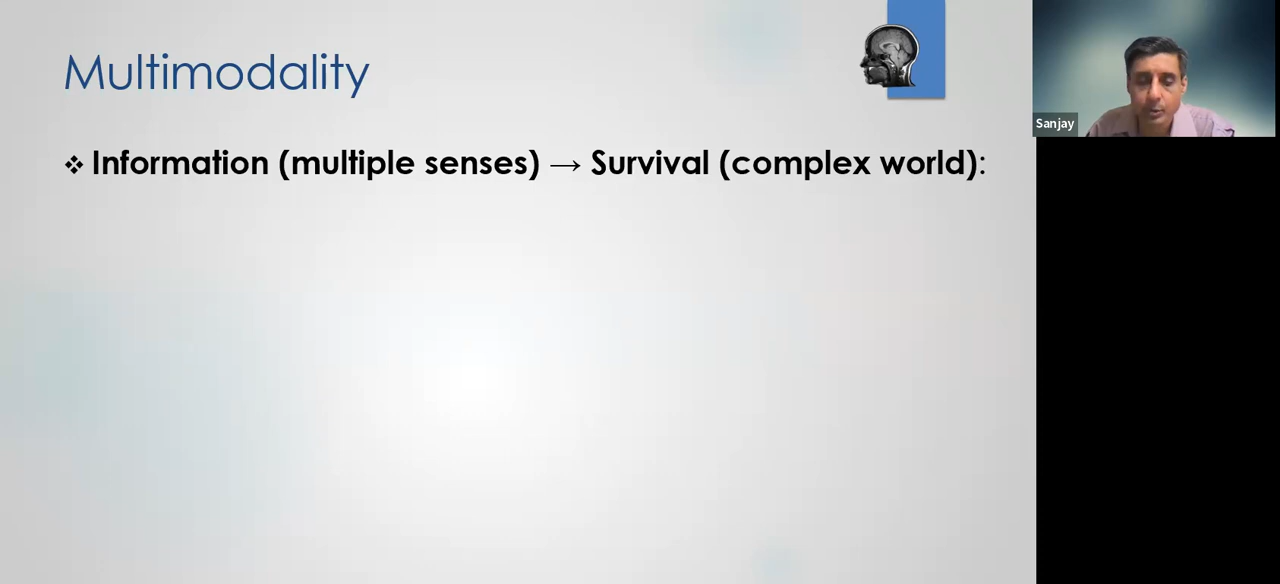 Multimodality
❖ Information (multiple senses) → Survival (complex world):
Sanjay